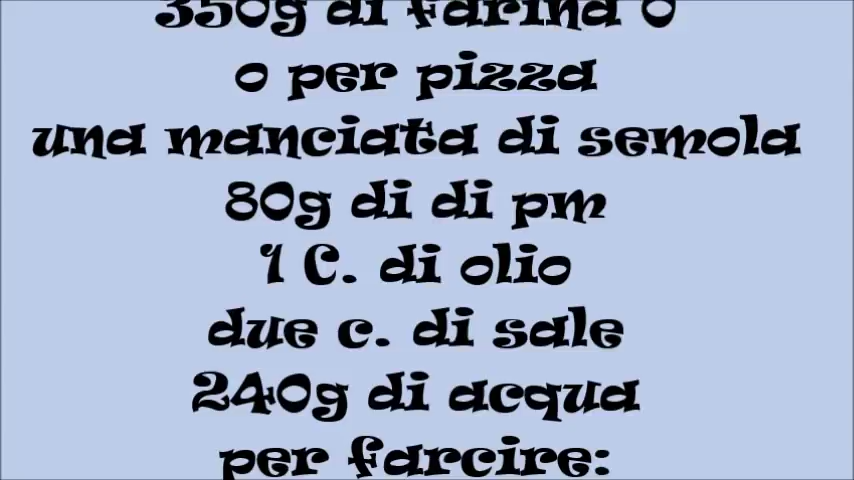 350g di farina 0
0 per pizza
una manciata di semola
80g di di pm
1 C. di olio
due c. di sale
240g di acqua
per farcire: